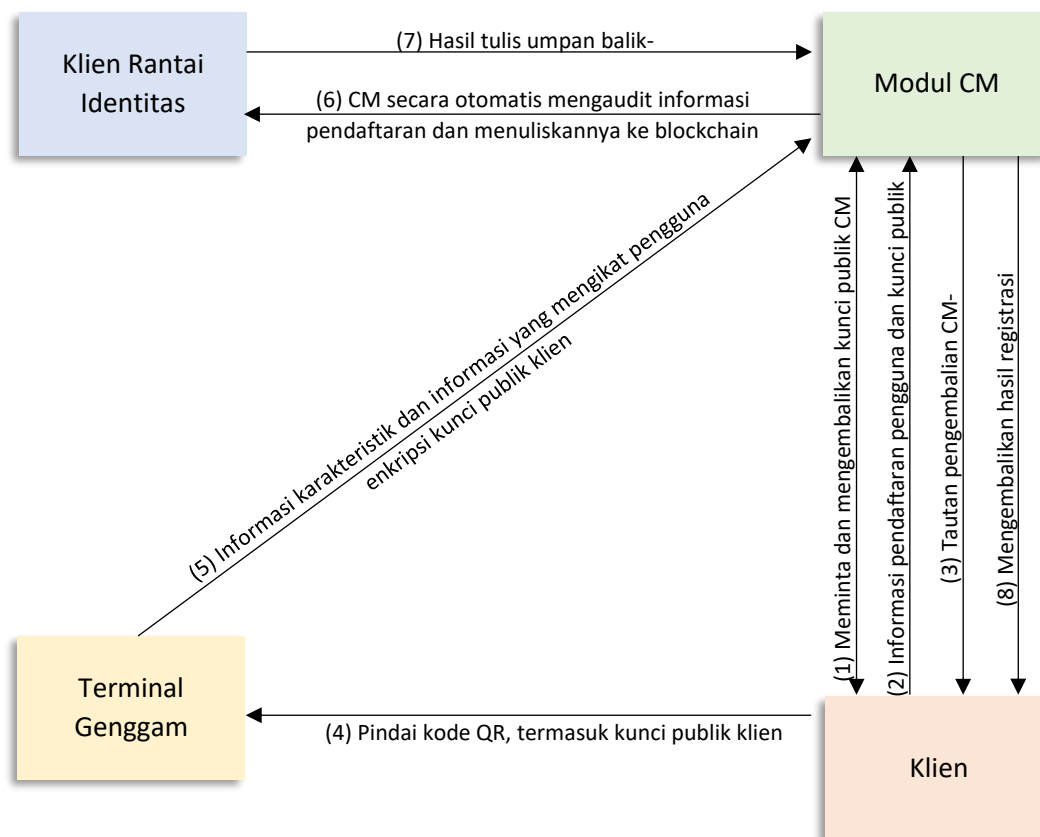 Klien Rantai
Identitas
(7) Hasil tulis umpan balik-
Modul CM
(6) CM secara otomatis mengaudit informasi
pendaftaran dan menuliskannya ke blockchain
(5) Informasi karakteristik dan informasi yang mengikat pengguna
enkripsi kunci publik klien
(1) Meminta dan mengembalikan kunci publik CM
(2) Informasi pendaftaran pengguna dan kunci publik
(3) Tautan pengembalian CM-
(8) Mengembalikan hasil registrasi
Terminal
Genggam
(4) Pindai kode QR, termasuk kunci publik klien
Klien